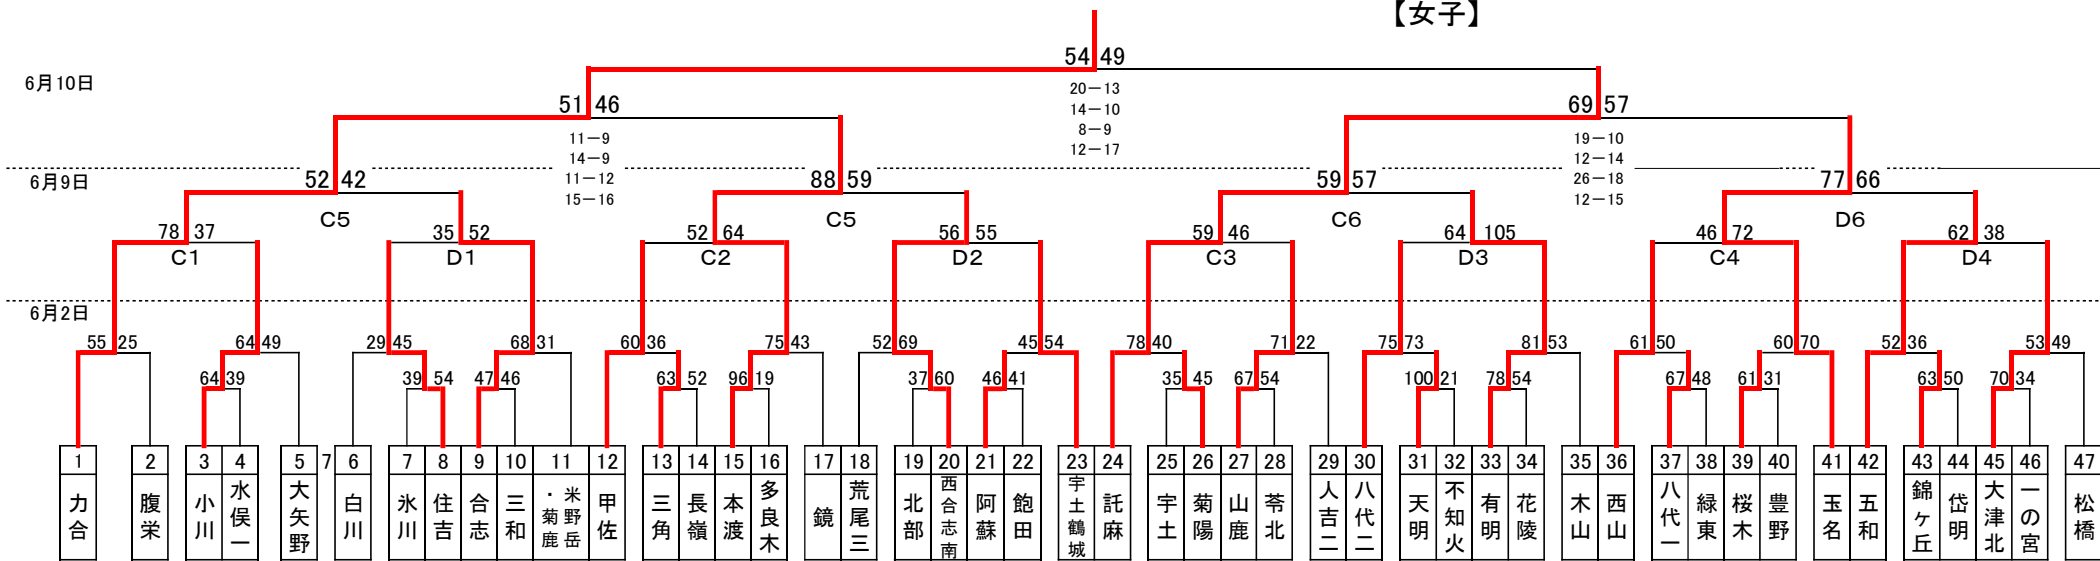 【女子】
54 49
6月10日
20－13
14－10
8－9
12－17
51 46
69 57
11－9
14－9
11－12
15－16
19－10
12－14
26－18
12－15
6月9日
52 42
88 59
59 57
77 66
C5
C5
C6
D6
78 37
35 52
52 64
56 55
59 46
64 105
46 72
62 38
C1
D1
C2
D2
C3
D3
C4
D4
6月2日
55 25
64 49
29 45
68 31
60 36
75 43
52 69
45 54
78 40
71 22
75 73
81 53
61 50
60 70
52 36
53 49
64 39
39 54
47 46
63 52
96 19
37 60
46 41
35 45
67 54
100 21
78 54
67 48
61 31
63 50
70 34
1 2 3 4 5 7 6 7 8 9 10 11 12 13 14 15 16 17 18 19 20 21 22 23 24 25 26 27 28 29 30 31 32 33 34 35 36 37 38 39 40 41 42 43 44 45 46 47
力合
腹栄
小川
水俣一
大矢野
白川
氷川
住吉
合志
三和
米野岳
・菊鹿
甲佐
三角
長嶺
本渡
多良木
鏡
荒尾三
北部
西合志南
阿蘇
飽田
宇土鶴城
託麻
宇土
菊陽
山鹿
苓北
人吉二
八代二
天明
不知火
有明
花陵
木山
西山
八代一
緑東
桜木
豊野
玉名
五和
錦ヶ丘
岱明
大津北
一の宮
松橋